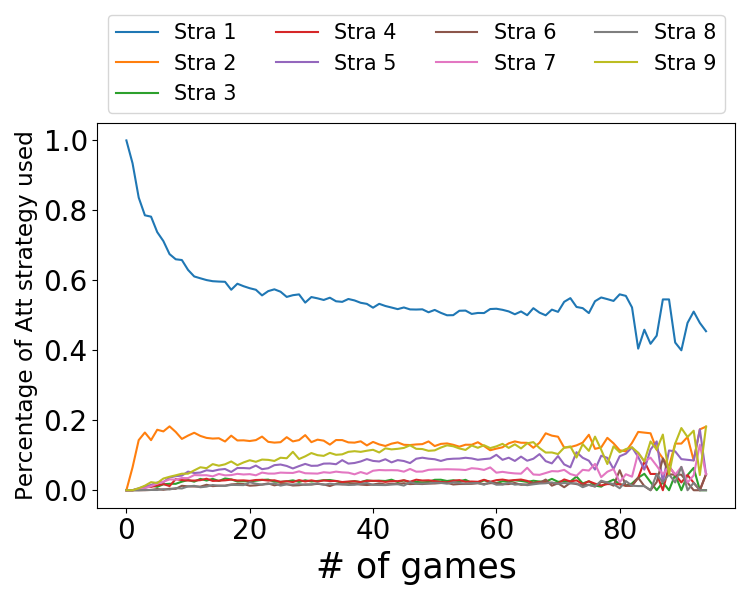 Stra 1 Stra 4 Stra 6 Stra 8
Stra 2 Stra 5 Stra 7 Stra 9
Stra 3
Percentage of Att strategy used
1.0
0.8
0.6
0.4
0.2
0.0
0 20 40 60 80
# of games